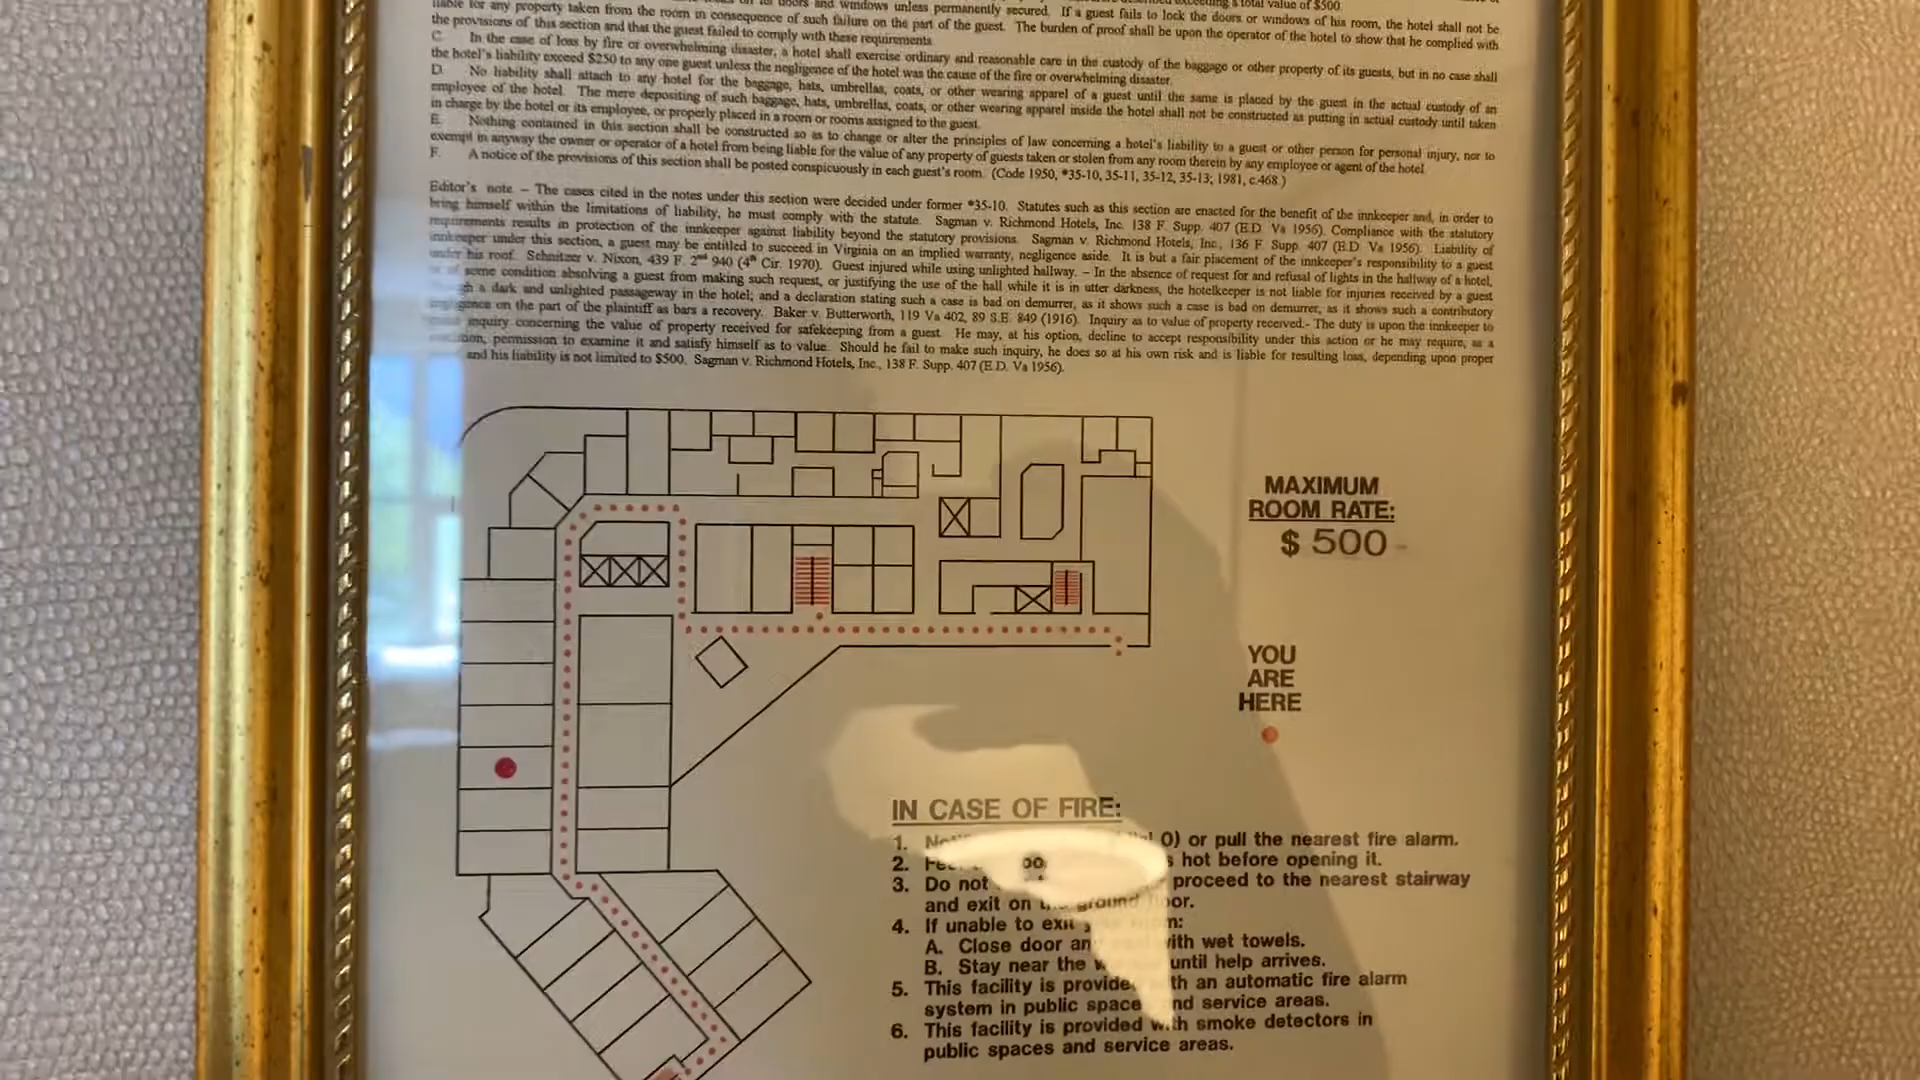 liable for any property taken from the room in consequence of such failure on the part of the guest. The burden of proof shall be upon the operator of the hotel to show that he complied with
the provisions of this section and that the guest failed to comply with these requirements.
C. In the case of loss by fire or overwhelming disaster, a hotel shall exercise ordinary and reasonable care in the custody of the baggage or other property of its guests, but in no case shall
the hotel's liability exceed $250 to any one guest unless the negligence of the hotel was the cause of the fire or overwhelming disaster.
D. No liability shall attach to any hotel for the baggage, hats, umbrellas, coats, or other wearing apparel of a guest until the same is placed by the guest in the actual custody of an
employee of the hotel. The mere depositing of such baggage, hats, umbrellas, coats, or other wearing apparel inside the hotel shall not be constructed as putting in actual custody until taken
in charge by the hotel or its employee, or properly placed in a room or rooms assigned to the guest.
E. Nothing contained in this section shall be constructed so as to change or alter the principles of law concerning a hotel's liability to a guest or other person for personal injury, nor to
exempt in anyway the owner or operator of a hotel from being liable for the value of any property of guests taken or stolen from any room therein by any employee or agent of the hotel.
F. A notice of the provisions of this section shall be posted conspicuously in each guest's room. (Code 1950, *35-10, 35-11, 35-12, 35-13; 1981, c.468.)
Editor's note – The cases cited in the notes under this section were decided under former *35-10. Statutes such as this section are enacted for the benefit of the innkeeper and, in order to
bring himself within the limitations of liability, he must comply with the statute. Sagman v. Richmond Hotels, Inc. 138 F. Supp. 407 (E.D. Va 1956). Compliance with the statutory
requirements results in protection of the innkeeper against liability beyond the statutory provisions. Sagman v. Richmond Hotels, Inc., 136 F. Supp. 407 (E.D. Va 1956). Liability of
innkeeper under this section, a guest may be entitled to succeed in Virginia on an implied warranty, negligence aside. It is but a fair placement of the innkeeper's responsibility to a guest
under his roof. Schnitzer v. Nixon, 439 F. 2nd 940 (4th Cir. 1970). Guest injured while using unlighted hallway. – In the absence of request for and refusal of lights in the hallway of a hotel,
some condition absolving a guest from making such request, or justifying the use of the hall while it is in utter darkness, the hotelkeeper is not liable for injuries received by a guest
a dark and unlighted passageway in the hotel; and a declaration stating such a case is bad on demurrer, as it shows such a case is bad on demurrer, as it shows such a contributory
negligence on the part of the plaintiff as bars a recovery. Baker v. Butterworth, 119 Va 402, 89 S.E. 849 (1916). Inquiry as to value of property received.- The duty is upon the innkeeper to
inquiry concerning the value of property received for safekeeping from a guest. He may, at his option, decline to accept responsibility under this action or he may require, as a
permission to examine it and satisfy himself as to value. Should he fail to make such inquiry, he does so at his own risk and is liable for resulting loss, depending upon proper
and his liability is not limited to $500. Sagman v. Richmond Hotels, Inc., 138 F. Supp. 407 (E.D. Va 1956).
MAXIMUM
ROOM RATE:
$ 500
YOU
ARE
HERE
IN CASE OF FIRE:
1. 0) or pull the nearest fire alarm.
2. hot before opening it.
3. Do not proceed to the nearest stairway
and exit on ground
4. If unable to exit
A. Close door with wet towels.
B. Stay near the until help arrives.
5. This facility is provided an automatic fire alarm
system in public space and service areas.
6. This facility is provided with smoke detectors in
public spaces and service areas.